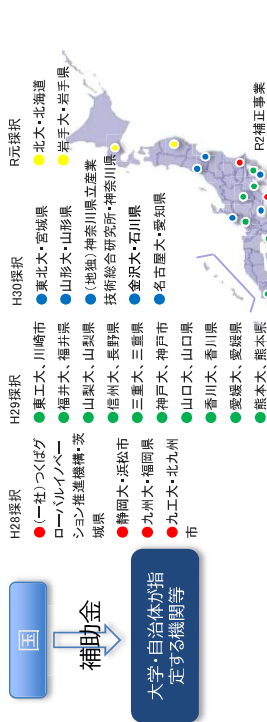 国
補助金
大学・自治体が指
定する機関等
H28採択
●(一社)つくばグ
ローバルイノベー
ション推進機構・茨
城県
●静岡大・浜松市
●九州大・福岡県
●九工大・北九州
市
H29採択
●東工大、川崎市
●福井大、福井県
●山梨大、山梨県
●信州大、長野県
●三重大、三重県
●神戸大、神戸市
●山口大、山口県
●香川大、香川県
●愛媛大、愛媛県
●熊本大、熊本県
H30採択
●東北大・宮城県
●山形大・山形県
●(地独)神奈川県立産業
技術総合研究所・神奈川県
●金沢大・石川県
●名古屋大・愛知県
R元採択
●北大・北海道
●岩手大・岩手県
R2補正事業